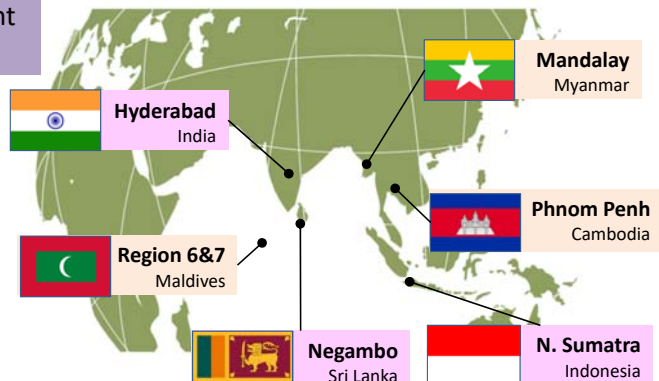 nt
Mandalay
Myanmar
Hyderabad
India
Phnom Penh
Cambodia
Region 6&7
Maldives
Negambo
Sri Lanka
N. Sumatra
Indonesia